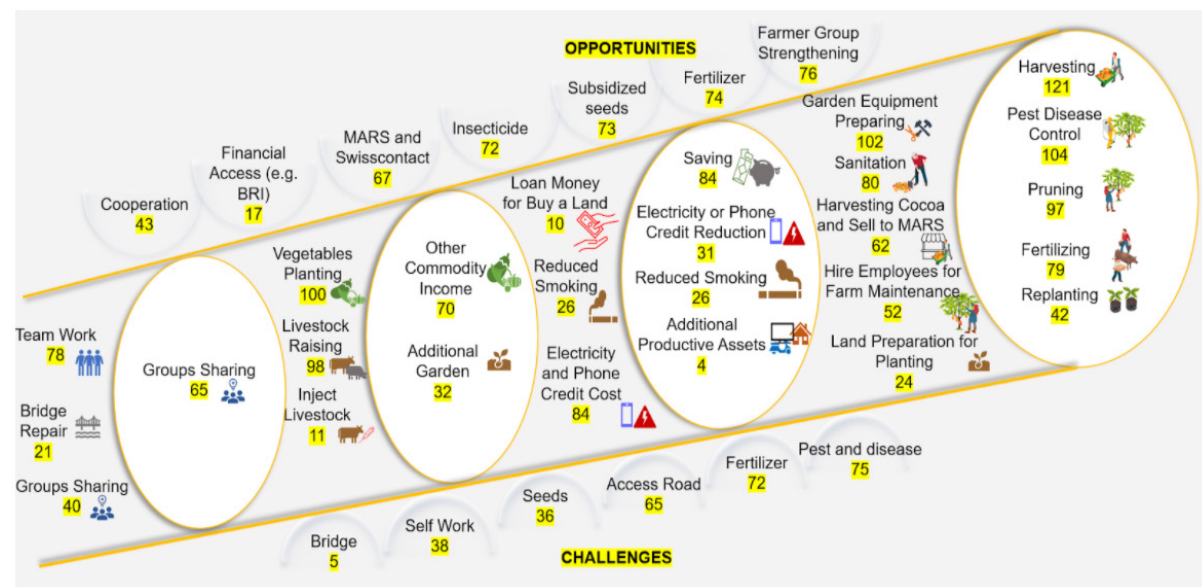 OPPORTUNITIES
Cooperation
43
Financial
Access (e.g.
BRI)
17
MARS and
Swisscontact
67
Insecticide
72
Subsidized
seeds
73
Fertilizer
74
Farmer Group
Strengthening
76
Team Work
78
Bridge
Repair
21
Groups Sharing
40
Groups Sharing
65
Vegetables
Planting
100
Livestock
Raising
98
Inject
Livestock
11
Other
Commodity
Income
70
Additional
Garden
32
Loan Money
for Buy a Land
10
Reduced
Smoking
26
Electricity
and Phone
Credit Cost
84
Saving
84
Electricity or Phone
Credit Reduction
31
Reduced Smoking
26
Additional
Productive Assets
4
Garden Equipment
Preparing
102
Sanitation
80
Harvesting Cocoa
and Sell to MARS
62
Hire Employees for
Farm Maintenance
52
Land Preparation for
Planting
24
Harvesting
121
Pest Disease
Control
104
Pruning
97
Fertilizing
79
Replanting
42
Bridge
5
Self Work
38
Seeds
36
Access Road
65
Fertilizer
72
Pest and disease
75
CHALLENGES